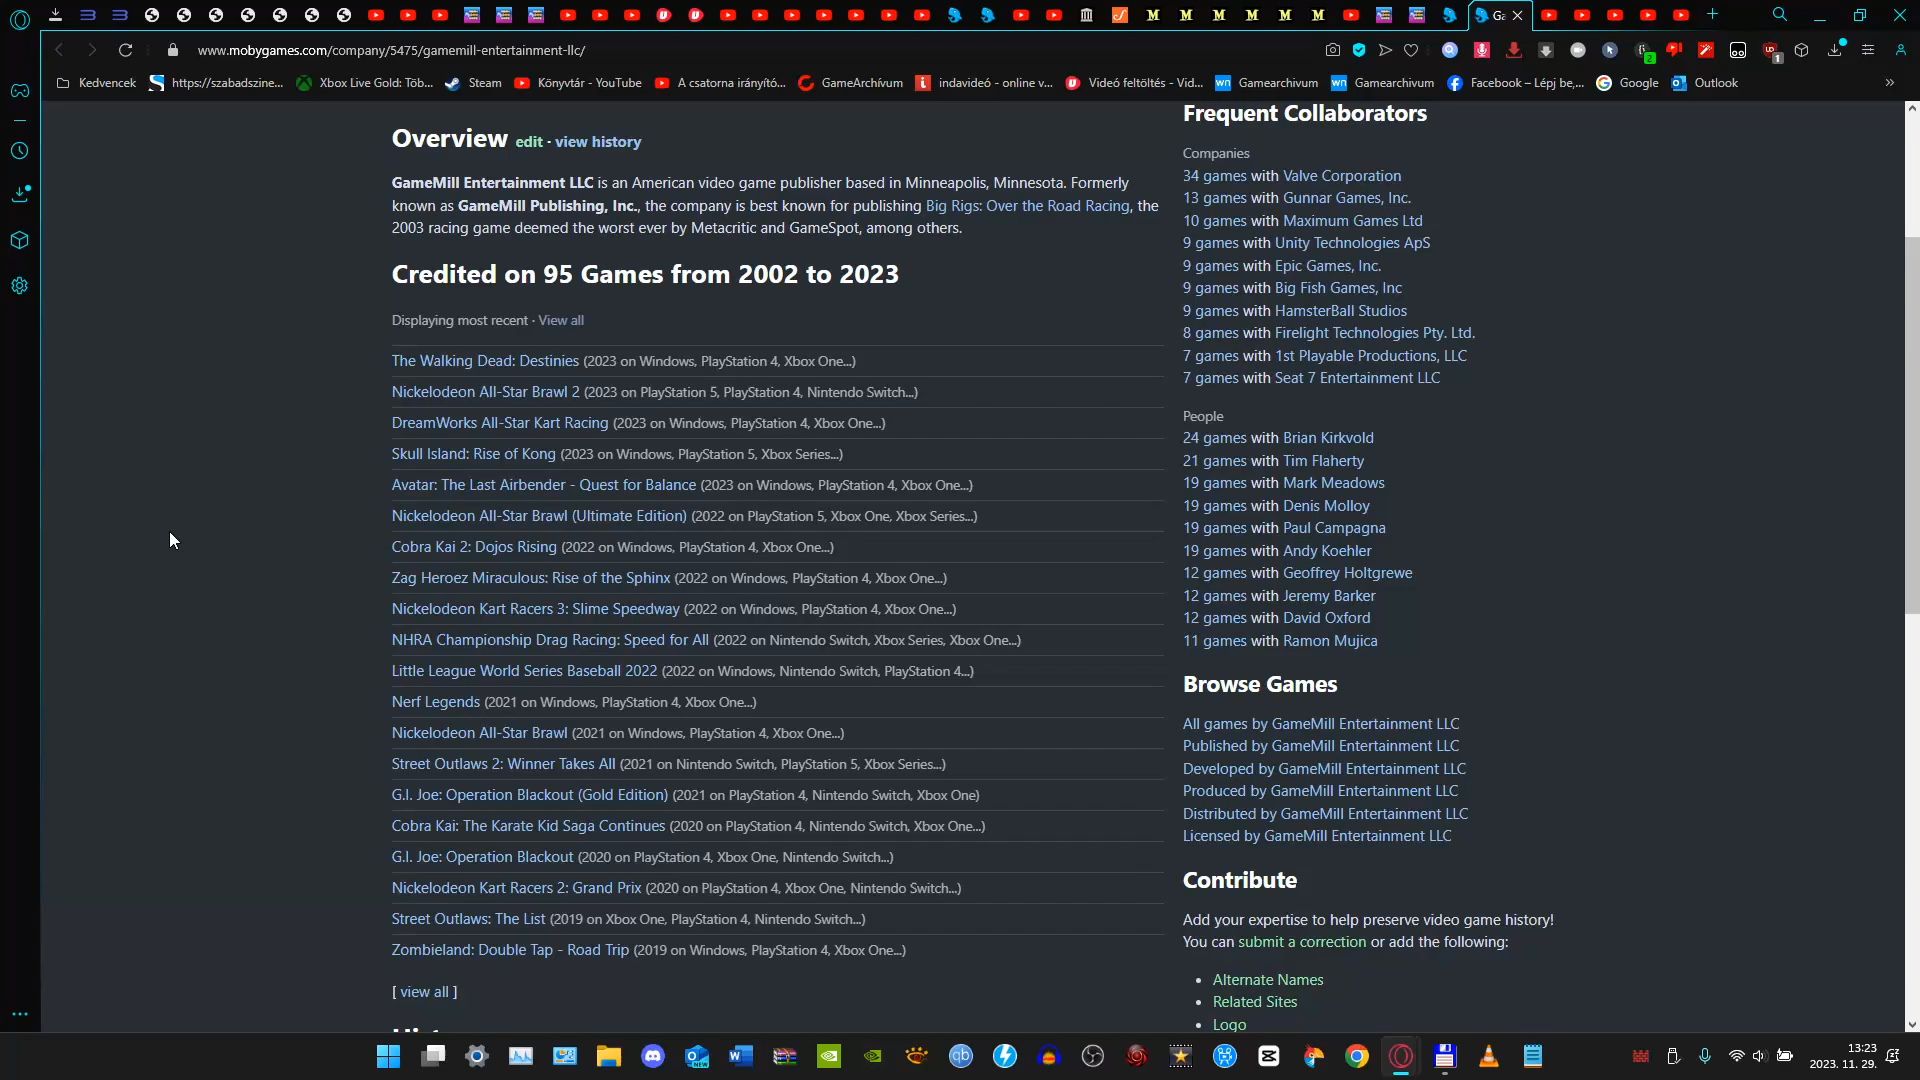 Ga
www.mobygames.com/company/5475/gamemill-entertainment-llc/
2
1
Kedvencek
https://szabadszine...
Xbox Live Gold: Töb...
Steam
Könyvtár - YouTube
A csatorna irányító...
GameArchívum
indavideó - online v...
Videó feltöltés - Vid...
Gamearchivum
Gamearchivum
Facebook – Lépj be,...
Google
Outlook
»
Overview edit · view history
GameMill Entertainment LLC is an American video game publisher based in Minneapolis, Minnesota. Formerly
known as GameMill Publishing, Inc., the company is best known for publishing Big Rigs: Over the Road Racing, the
2003 racing game deemed the worst ever by Metacritic and GameSpot, among others.
Credited on 95 Games from 2002 to 2023
Displaying most recent · View all
The Walking Dead: Destinies (2023 on Windows, PlayStation 4, Xbox One...)
Nickelodeon All-Star Brawl 2 (2023 on PlayStation 5, PlayStation 4, Nintendo Switch...)
DreamWorks All-Star Kart Racing (2023 on Windows, PlayStation 4, Xbox One...)
Skull Island: Rise of Kong (2023 on Windows, PlayStation 5, Xbox Series...)
Avatar: The Last Airbender - Quest for Balance (2023 on Windows, PlayStation 4, Xbox One...)
Nickelodeon All-Star Brawl (Ultimate Edition) (2022 on PlayStation 5, Xbox One, Xbox Series...)
Cobra Kai 2: Dojos Rising (2022 on Windows, PlayStation 4, Xbox One...)
Zag Heroez Miraculous: Rise of the Sphinx (2022 on Windows, PlayStation 4, Xbox One...)
Nickelodeon Kart Racers 3: Slime Speedway (2022 on Windows, PlayStation 4, Xbox One...)
NHRA Championship Drag Racing: Speed for All (2022 on Nintendo Switch, Xbox Series, Xbox One...)
Little League World Series Baseball 2022 (2022 on Windows, Nintendo Switch, PlayStation 4...)
Nerf Legends (2021 on Windows, PlayStation 4, Xbox One...)
Nickelodeon All-Star Brawl (2021 on Windows, PlayStation 4, Xbox One...)
Street Outlaws 2: Winner Takes All (2021 on Nintendo Switch, PlayStation 5, Xbox Series...)
G.I. Joe: Operation Blackout (Gold Edition) (2021 on PlayStation 4, Nintendo Switch, Xbox One)
Cobra Kai: The Karate Kid Saga Continues (2020 on PlayStation 4, Nintendo Switch, Xbox One...)
G.I. Joe: Operation Blackout (2020 on PlayStation 4, Xbox One, Nintendo Switch...)
Nickelodeon Kart Racers 2: Grand Prix (2020 on PlayStation 4, Xbox One, Nintendo Switch...)
Street Outlaws: The List (2019 on Xbox One, PlayStation 4, Nintendo Switch...)
Zombieland: Double Tap - Road Trip (2019 on Windows, PlayStation 4, Xbox One...)
[ view all ]
Frequent Collaborators
Companies
34 games with Valve Corporation
13 games with Gunnar Games, Inc.
10 games with Maximum Games Ltd
9 games with Unity Technologies ApS
9 games with Epic Games, Inc.
9 games with Big Fish Games, Inc
9 games with HamsterBall Studios
8 games with Firelight Technologies Pty. Ltd.
7 games with 1st Playable Productions, LLC
7 games with Seat 7 Entertainment LLC
People
24 games with Brian Kirkvold
21 games with Tim Flaherty
19 games with Mark Meadows
19 games with Denis Molloy
19 games with Paul Campagna
19 games with Andy Koehler
12 games with Geoffrey Holtgrewe
12 games with Jeremy Barker
12 games with David Oxford
11 games with Ramon Mujica
Browse Games
All games by GameMill Entertainment LLC
Published by GameMill Entertainment LLC
Developed by GameMill Entertainment LLC
Produced by GameMill Entertainment LLC
Distributed by GameMill Entertainment LLC
Licensed by GameMill Entertainment LLC
Contribute
Add your expertise to help preserve video game history!
You can submit a correction or add the following:
• Alternate Names
• Related Sites
• Logo
13:23
2023. 11. 29.